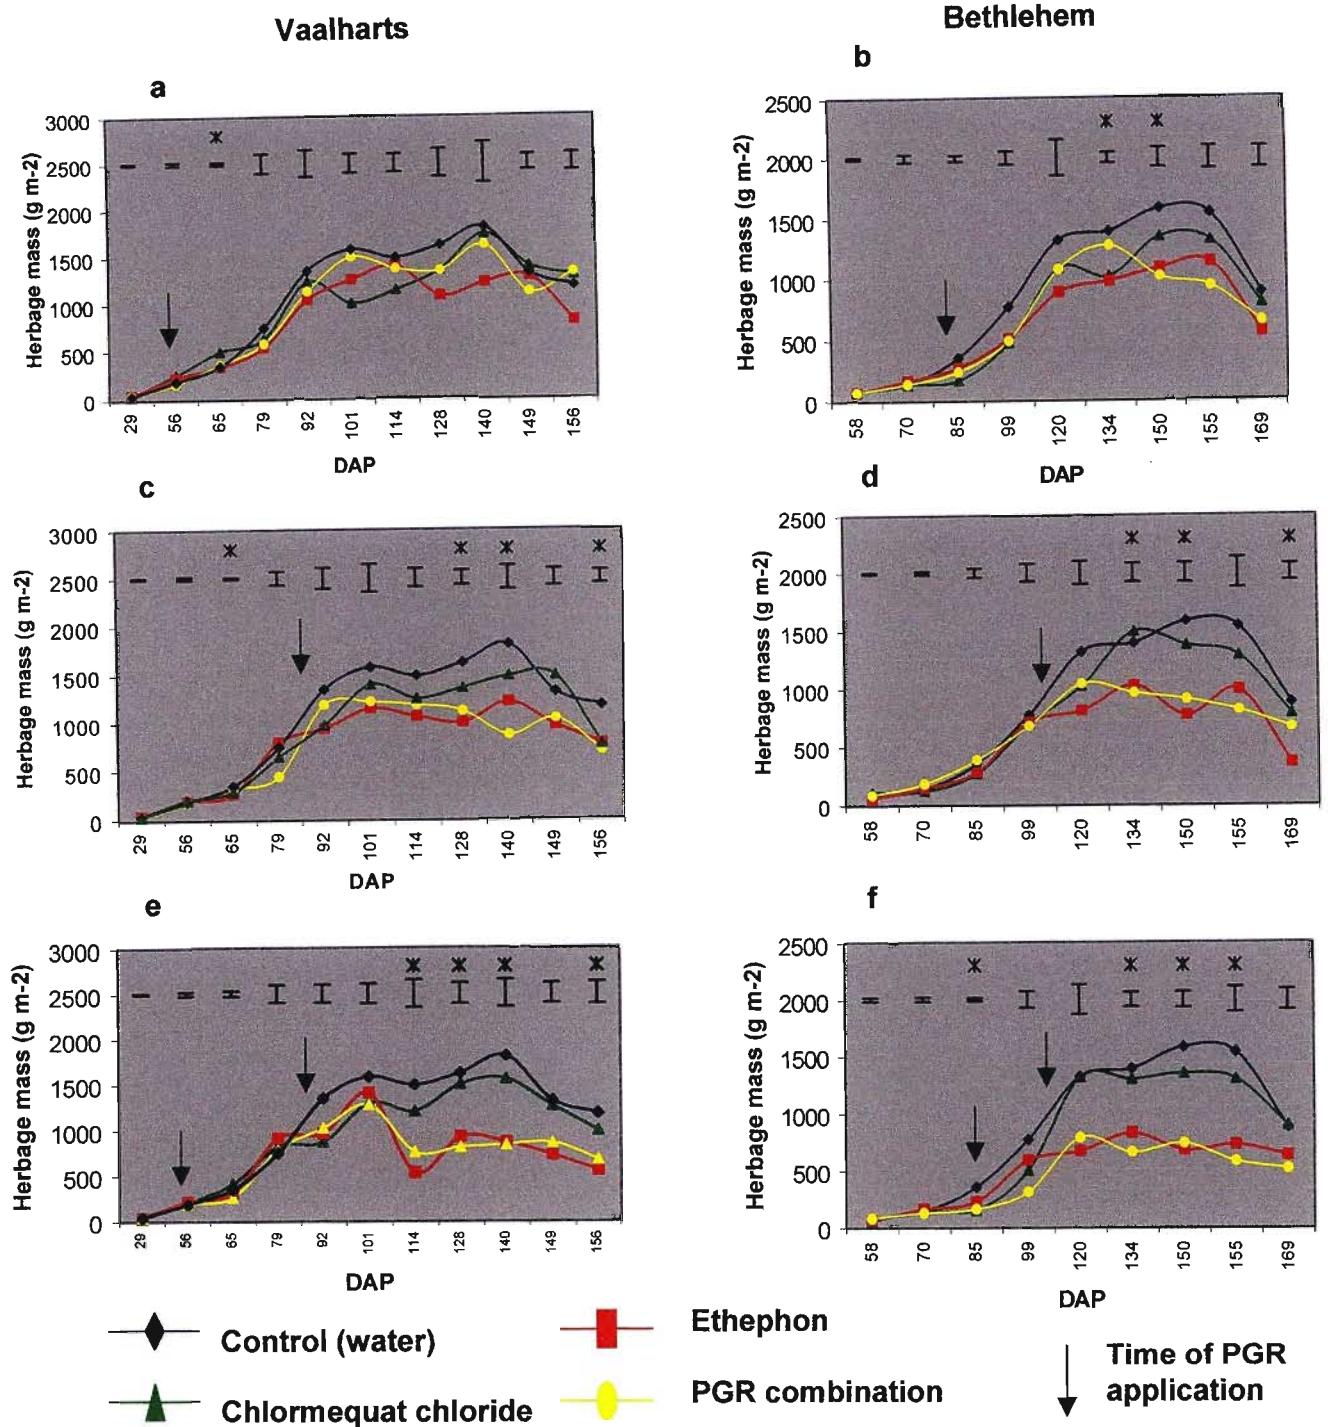 Vaalharts
Bethlehem
a
Herbage mass (g m-2)
3000
2500
2000
1500
1000
500
0
29 56 65 79 92 101 114 128 140 149 156
DAP
b
Herbage mass (g m-2)
2500
2000
1500
1000
500
0
58 70 85 99 120 134 150 155 169
DAP
c
Herbage mass (g m-2)
3000
2500
2000
1500
1000
500
0
29 56 65 79 92 101 114 128 140 149 156
DAP
d
Herbage mass (g m-2)
2500
2000
1500
1000
500
0
58 70 85 99 120 134 150 155 169
DAP
e
Herbage mass (g m-2)
3000
2500
2000
1500
1000
500
0
29 56 65 79 92 101 114 128 140 149 156
DAP
f
Herbage mass (g m-2)
2500
2000
1500
1000
500
0
58 70 85 99 120 134 150 155 169
DAP
Control (water)
Ethephon
Chlormequat chloride
PGR combination
Time of PGR
application